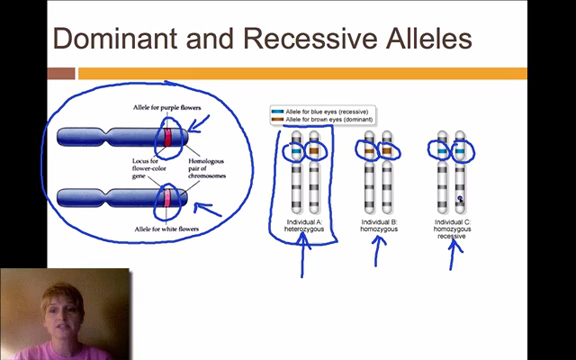 Dominant and Recessive Alleles
Allele for purple flowers
Locus for
flower-color
gene
Homologous
pair of
chromosomes
Allele for white flowers
Allele for blue eyes (recessive)
Allele for brown eyes (dominant)
Individual A:
heterozygous
Individual B:
homozygous
Individual C:
homozygous
recessive